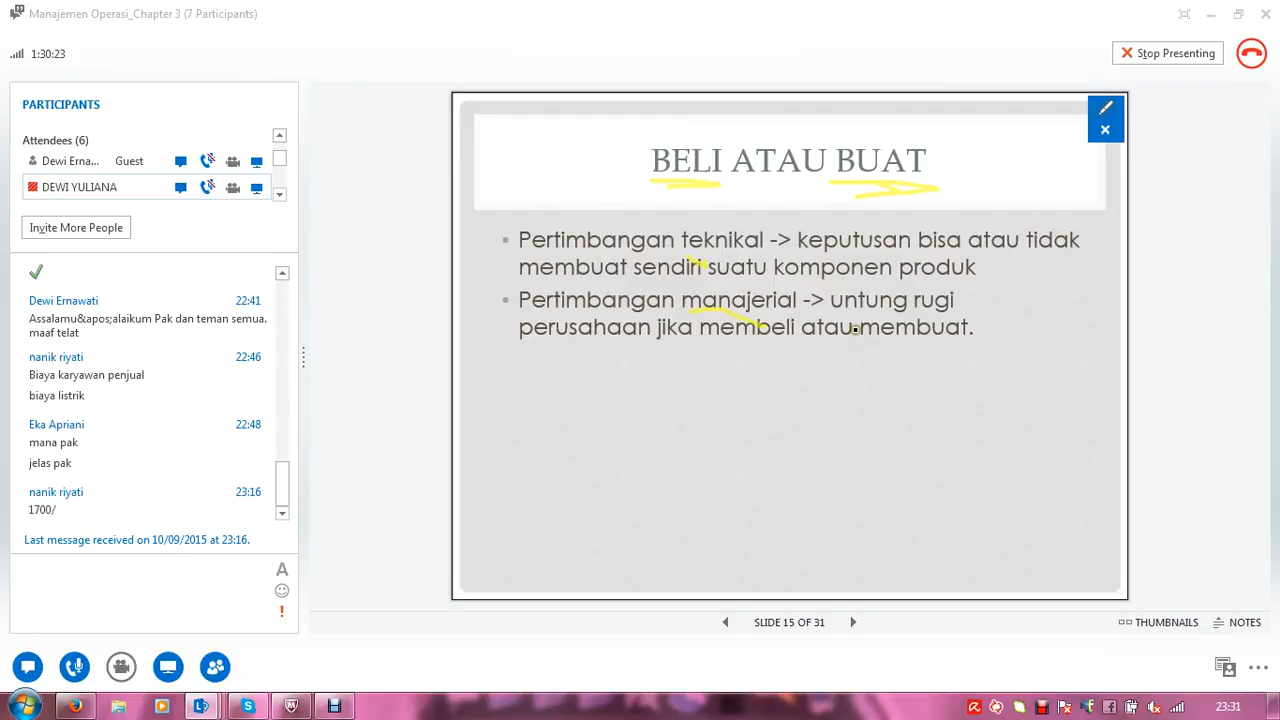 Manajemen Operasi_Chapter 3 (7 Participants)
1:30:23
Stop Presenting
PARTICIPANTS
Attendees (6)
Dewi Erna... Guest
DEWI YULIANA
Invite More People
Dewi Ernawati 22:41
Assalamu&apos;alaikum Pak dan teman semua.
maaf telat
nanik riyati 22:46
Biaya karyawan penjual
biaya listrik
Eka Apriani 22:48
mana pak
jelas pak
nanik riyati 23:16
1700/
Last message received on 10/09/2015 at 23:16.
A
BELI ATAU BUAT
• Pertimbangan teknikal -> keputusan bisa atau tidak
membuat sendiri suatu komponen produk
• Pertimbangan manajerial -> untung rugi
perusahaan jika membeli atau membuat.
SLIDE 15 OF 31
THUMBNAILS
NOTES
23:31